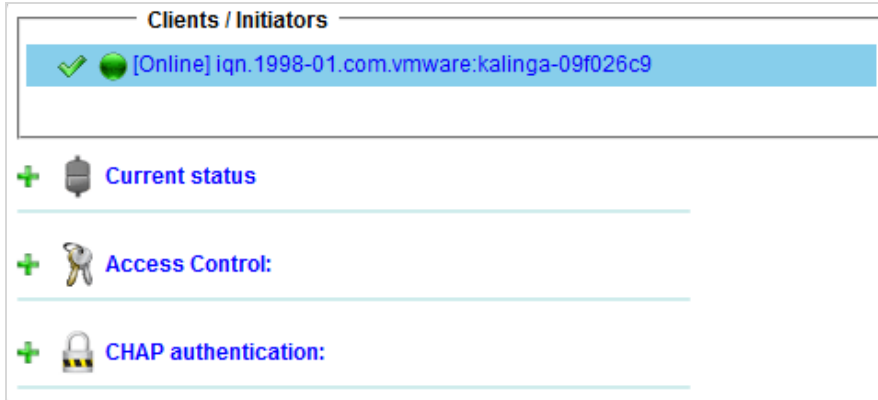 Clients / Initiators
[Online] iqn.1998-01.com.vmware:kalinga-09f026c9
Current status
Access Control:
CHAP authentication: